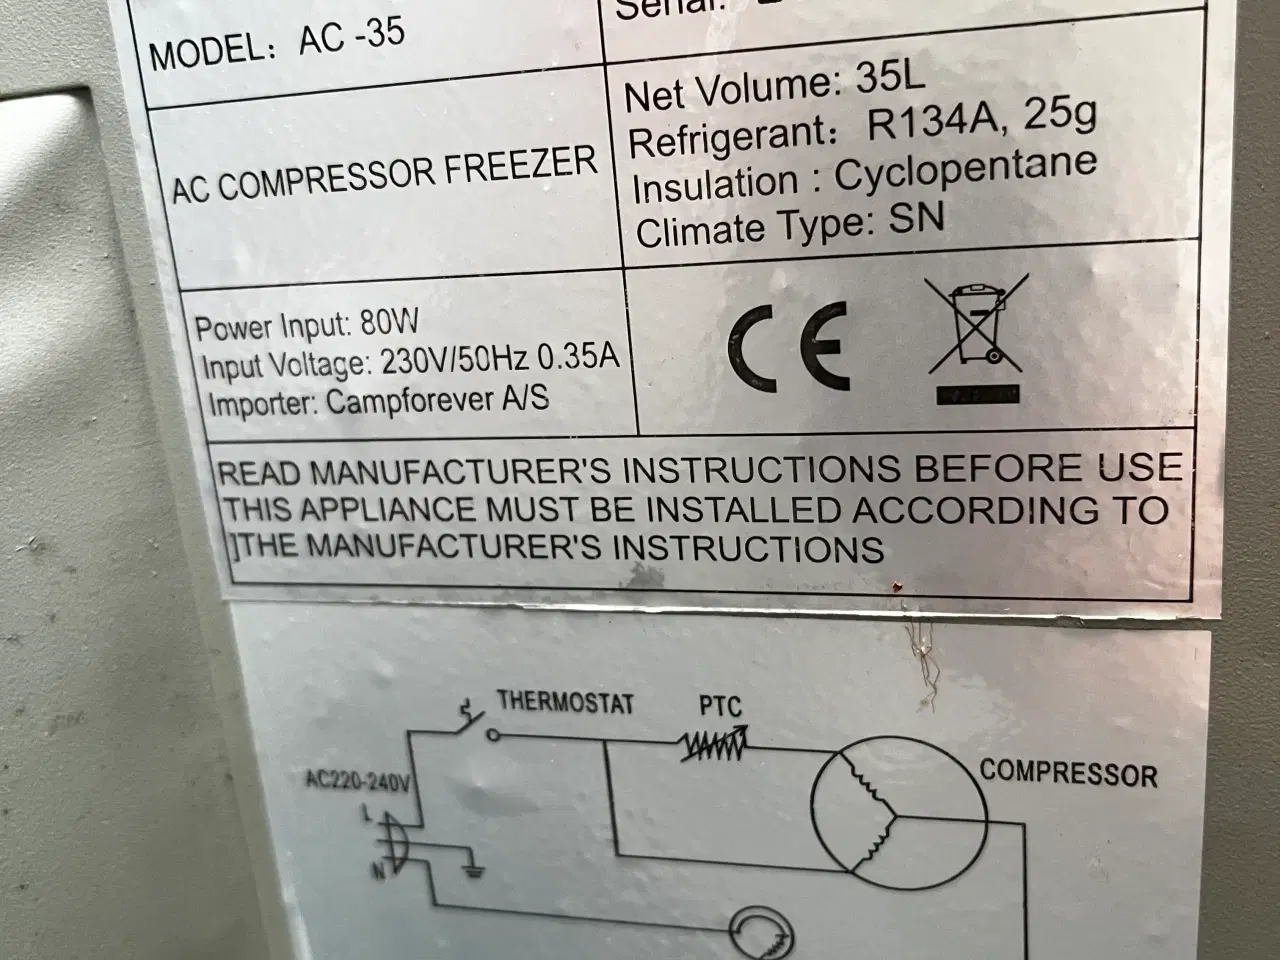 MODEL: AC -35
Serial:
AC COMPRESSOR FREEZER
Net Volume: 35L
Refrigerant: R134A, 25g
Insulation : Cyclopentane
Climate Type: SN
Power Input: 80W
Input Voltage: 230V/50Hz 0.35A
Importer: Campforever A/S
CE
READ MANUFACTURER'S INSTRUCTIONS BEFORE USE
THIS APPLIANCE MUST BE INSTALLED ACCORDING TO
]THE MANUFACTURER'S INSTRUCTIONS
THERMOSTAT
PTC
COMPRESSOR
AC220-240V
L
N